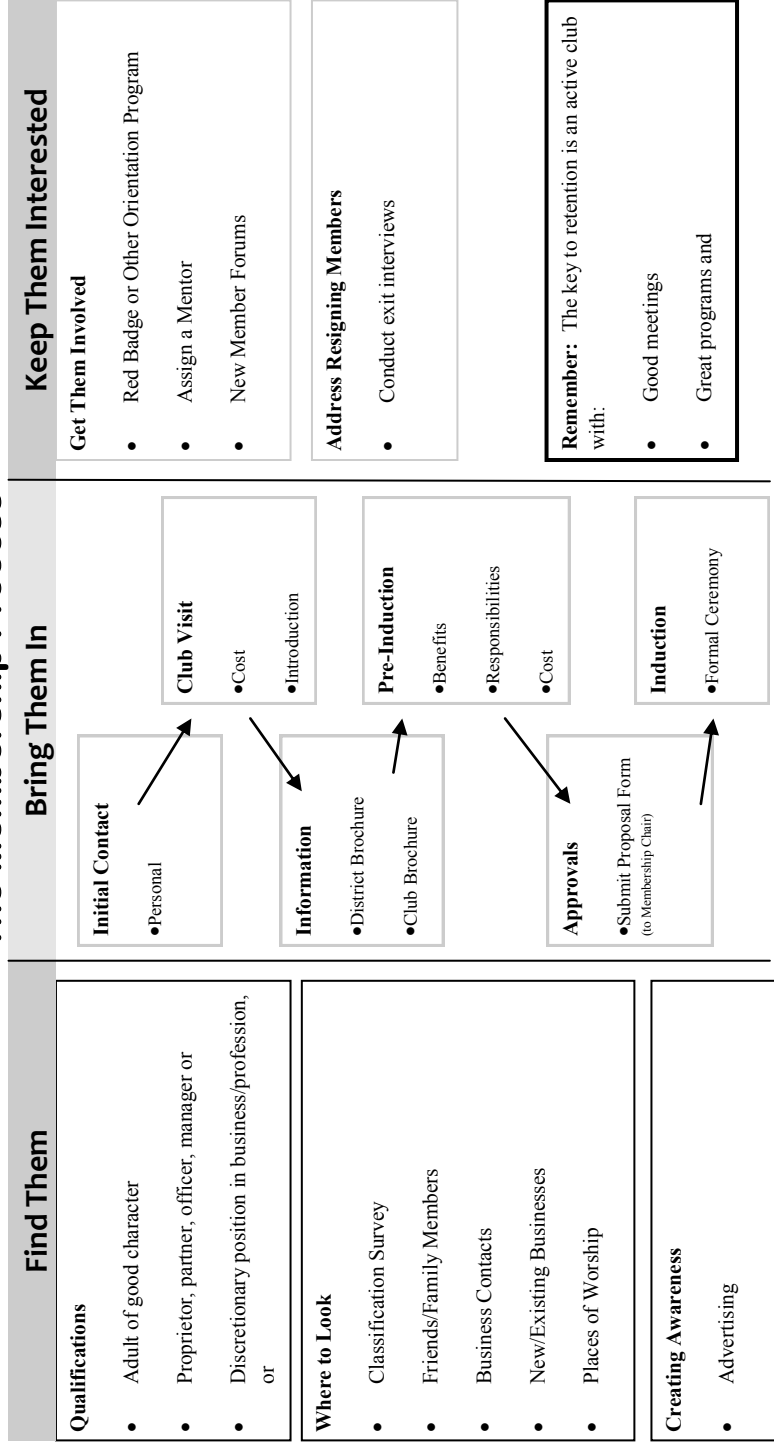 Find Them
Qualifications
● Adult of good character
● Proprietor, partner, officer, manager or
● Discretionary position in business/profession,
or
Where to Look
● Classification Survey
● Friends/Family Members
● Business Contacts
● New/Existing Businesses
● Places of Worship
Creating Awareness
● Advertising
Bring Them In
Initial Contact
●Personal
Club Visit
●Cost
●Introduction
Information
●District Brochure
●Club Brochure
Pre-Induction
●Benefits
●Responsibilities
●Cost
Approvals
●Submit Proposal Form
(to Membership Chair)
Induction
●Formal Ceremony
Keep Them Interested
Get Them Involved
● Red Badge or Other Orientation Program
● Assign a Mentor
● New Member Forums
Address Resigning Members
● Conduct exit interviews
Remember: The key to retention is an active club
with:
● Good meetings
● Great programs and